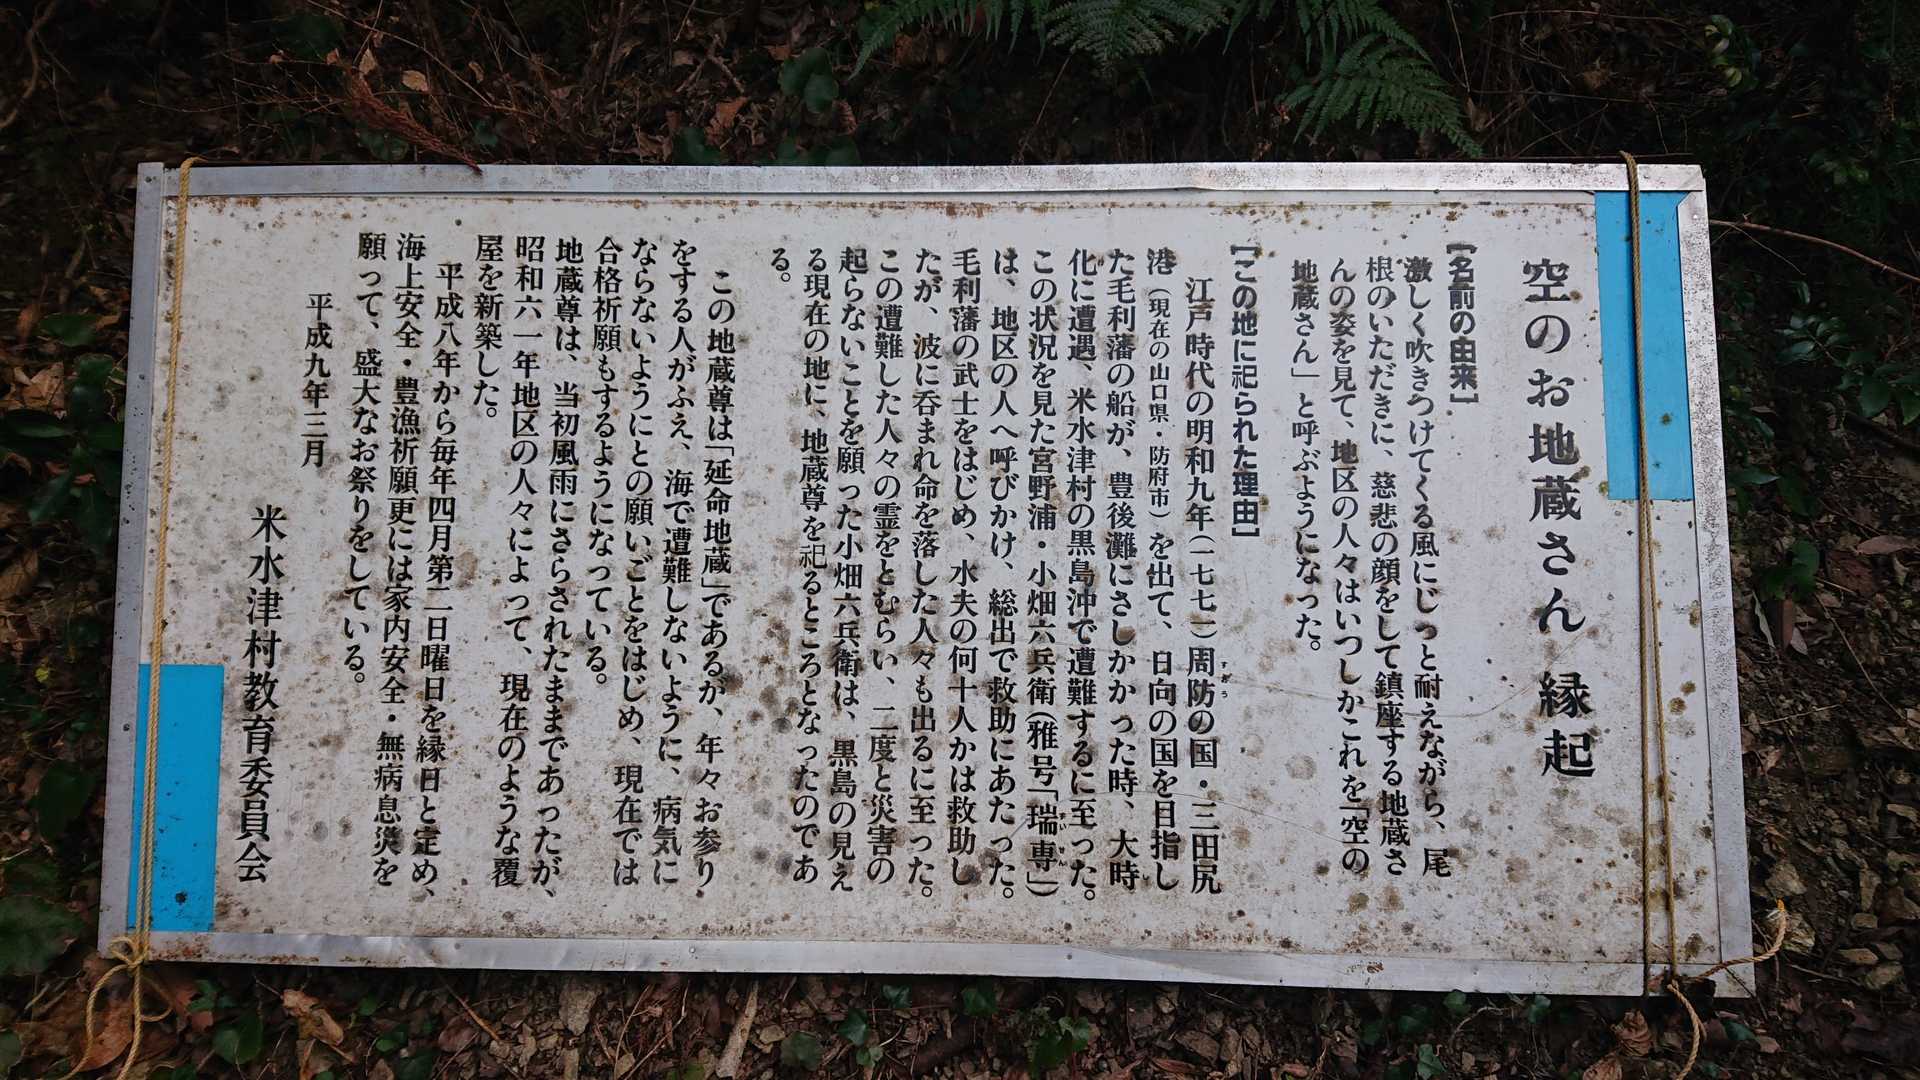 空のお地蔵さん 縁起
【名前の由来】
激しく吹きつけてくる風にじっと耐えながら、尾
根のいただきに、慈悲の顔をして鎮座する地蔵さ
んの姿を見て、地区の人々はいつしかこれを「空の
地蔵さん」と呼ぶようになった。
【この地に祀られた理由】
江戸時代の明和九年(一七七一)周防の国・三田尻
港(現在の山口県・防府市)を出て、日向の国を目指し
た毛利藩の船が、豊後灘にさしかかった時、大時
化に遭遇、米水津村の黒島沖で遭難するに至った。
この状況を見た宮野浦・小畑六兵衛(雅号「瑞専」)
は、地区の人へ呼びかけ、総出で救助にあたった。
毛利藩の武士をはじめ、水夫の何十人かは救助し
たが、波に呑まれ命を落した人々も出るに至った。
この遭難した人々の霊をとむらい、二度と災害の
起らないことを願った小畑六兵衛は、黒島の見え
る現在の地に、地蔵尊を祀るところとなったのであ
る。
この地蔵尊は「延命地蔵」であるが、年々お参り
をする人がふえ、海で遭難しないように、病気に
ならないようにとの願いごとをはじめ、現在では
合格祈願もするようになっている。
地蔵尊は、当初風雨にさらされたままであったが、
昭和六一年地区の人々によって、現在のような覆
屋を新築した。
平成八年から毎年四月第二日曜日を縁日と定め、
海上安全・豊漁祈願更には家内安全・無病息災を
願って、盛大なお祭りをしている。
平成九年三月
米水津村教育委員会